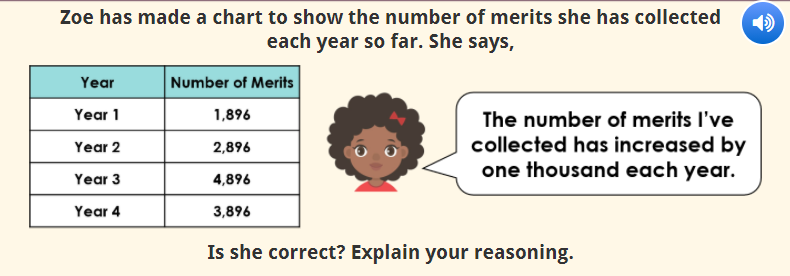 Zoe has made a chart to show the number of merits she has collected
each year so far. She says,
Year Number of Merits
Year 1 1,896
Year 2 2,896
Year 3 4,896
Year 4 3,896
The number of merits I've
collected has increased by
one thousand each year.
Is she correct? Explain your reasoning.